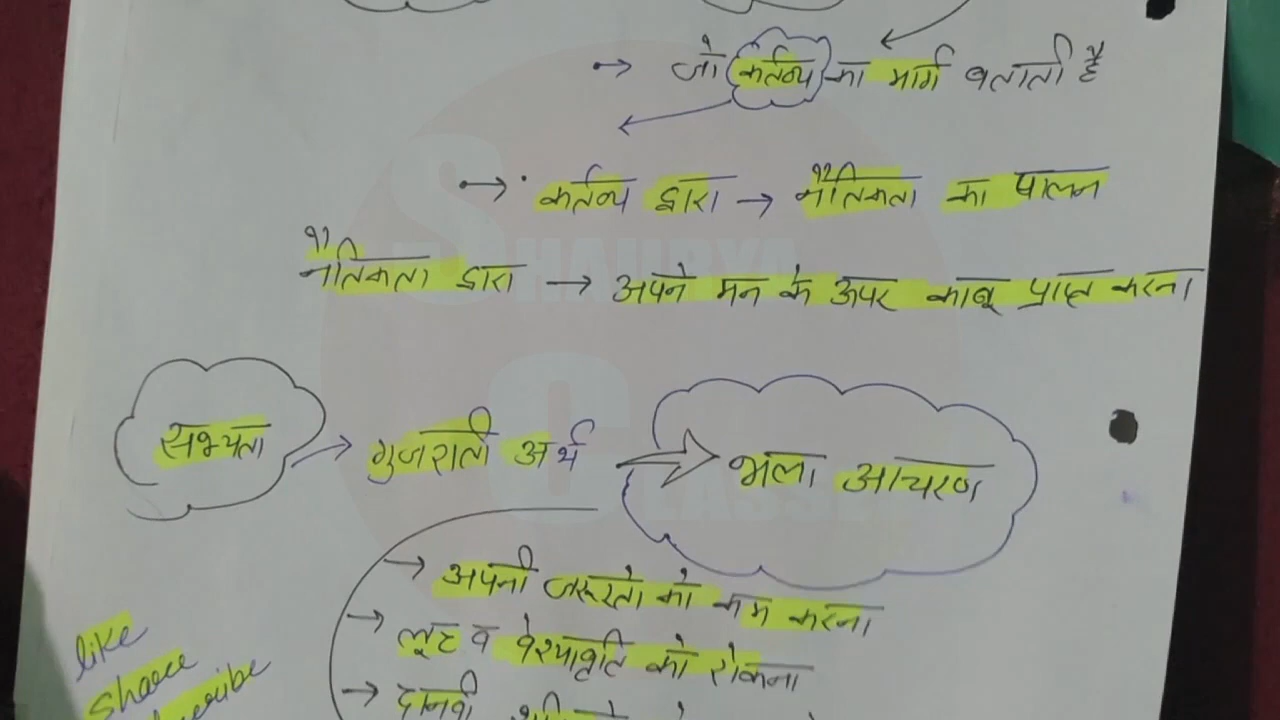 जो कर्तव्य का मार्ग बताती है
कर्तव्य द्वारा → नैतिकता का पालन
नैतिकता द्वारा → अपने मन के ऊपर काबू प्राप्त करना
सभ्यता → गुजराती अर्थ → भला आचरण
→ अपनी जरूरतो को कम करना
→ लूट व वेश्यावृति को रोकना
→ दानवी
like
Share